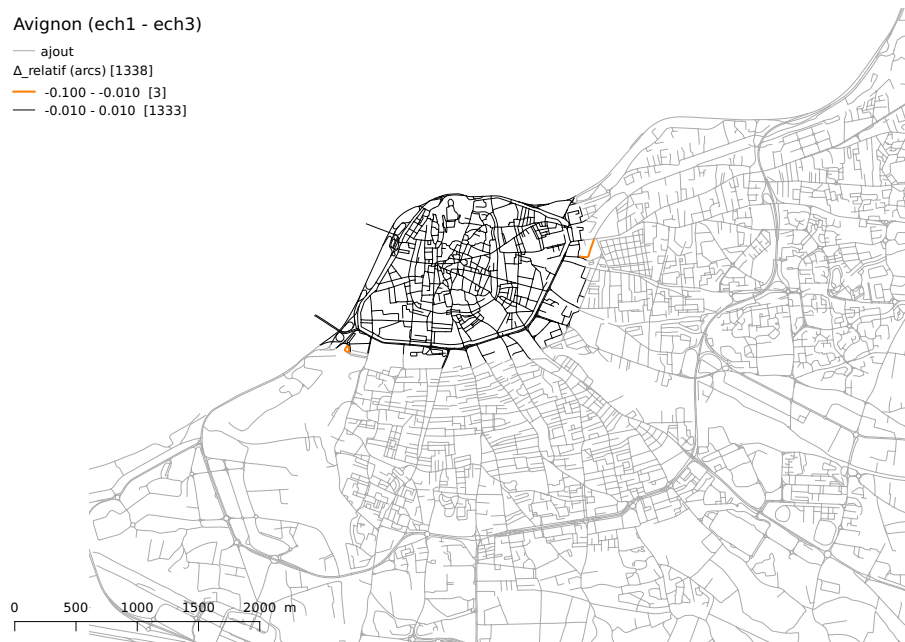 Avignon (ech1 - ech3)
ajout
Δ_relatif (arcs) [1338]
-0.100 - -0.010 [3]
-0.010 - 0.010 [1333]
0 500 1000 1500 2000 m